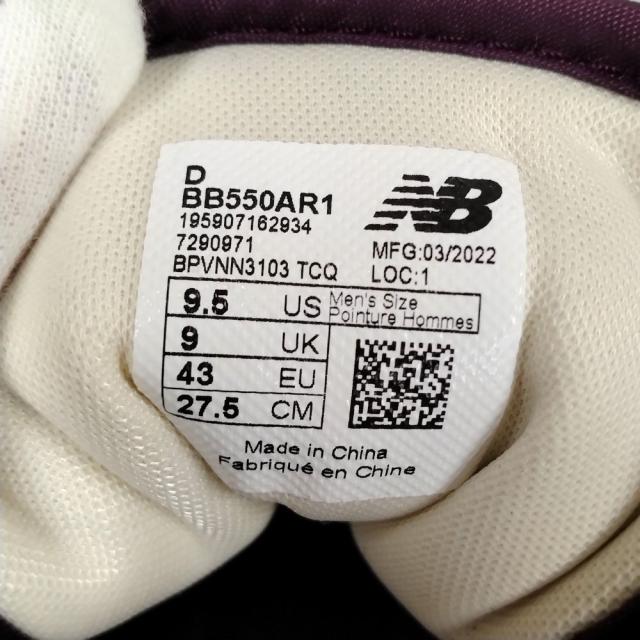 D
BB550AR1
195907162934
7290971
BPVNN3103 TCQ
NB
MFG:03/2022
LOC:1
9.5 US Men's Size
Pointure Hommes
9 UK
43 EU
27.5 CM
Made in China
Fabriqué en Chine